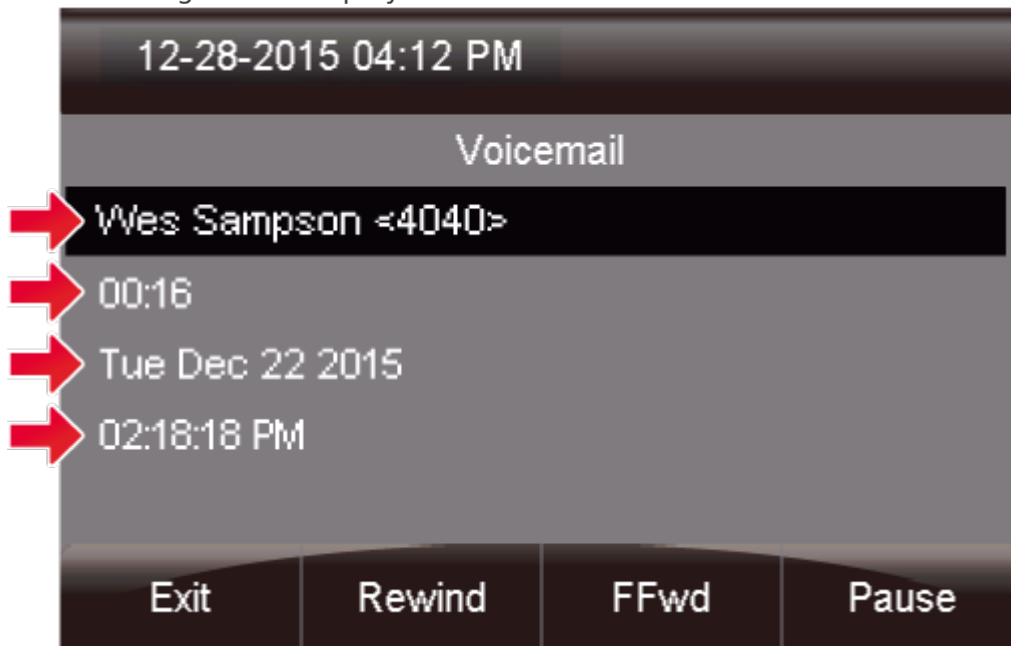 12-28-2015 04:12 PM
Voicemail
Wes Sampson <4040>
00:16
Tue Dec 22 2015
02:18:18 PM
Exit Rewind FFwd Pause